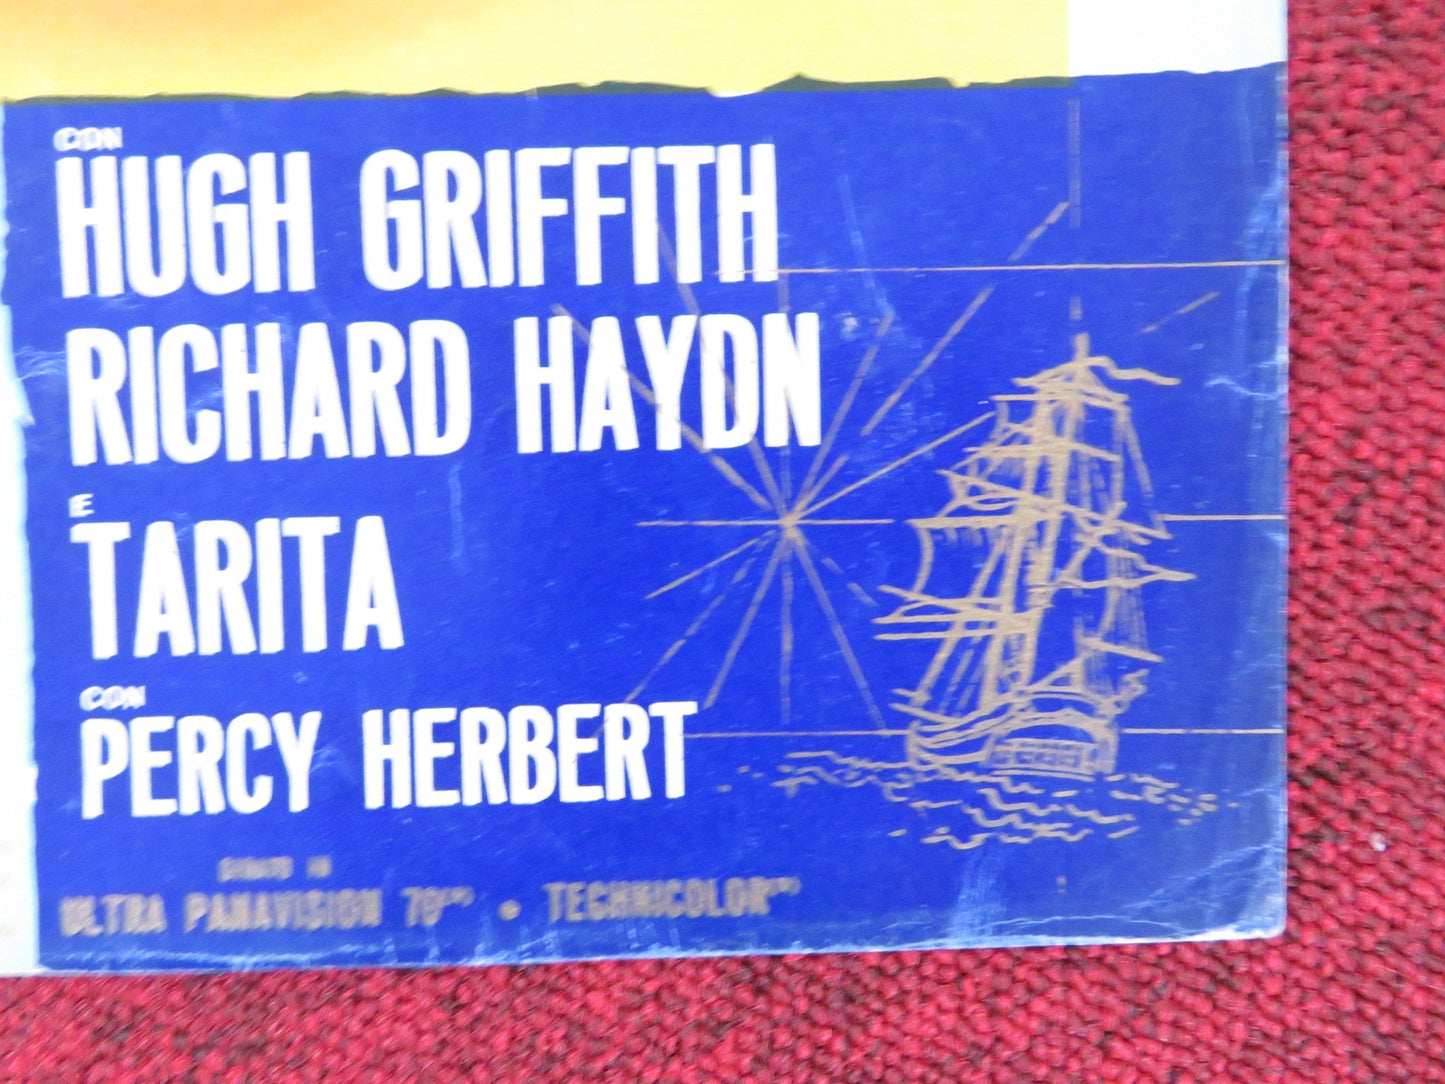 CON
HUGH GRIFFITH
RICHARD HAYDN
E
TARITA
CON
PERCY HERBERT
GIRATO IN
ULTRA PANAVISION 70 • TECHNICOLOR